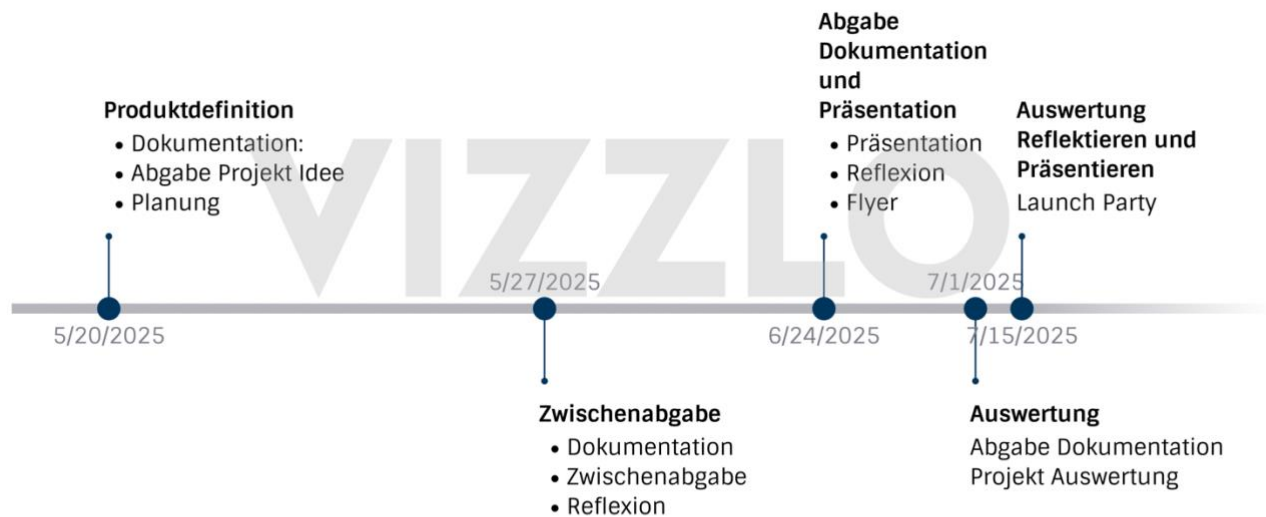 Produktdefinition
• Dokumentation:
• Abgabe Projekt Idee
• Planung
5/20/2025
5/27/2025
Zwischenabgabe
• Dokumentation
• Zwischenabgabe
• Reflexion
Abgabe
Dokumentation
und
Präsentation
• Präsentation
• Reflexion
• Flyer
6/24/2025
7/1/2025
Auswertung
Abgabe Dokumentation
Projekt Auswertung
Auswertung
Reflektieren und
Präsentieren
Launch Party
7/15/2025
VIZZLO